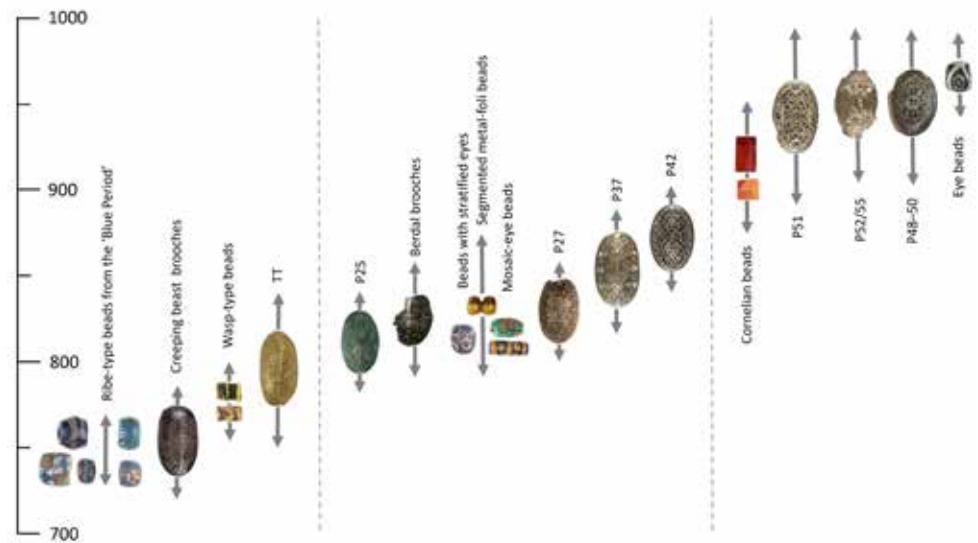 1000
900
800
700
Ribe-type beads from the 'Blue Period'
Creeping beast brooches
Wasp-type beads
TT
P25
Berdal brooches
Beads with stratified eyes
Segmented metal-foli beads
Mosaic-eye beads
P27
P37
P42
Cornelian beads
P51
P52/55
P48–50
Eye beads